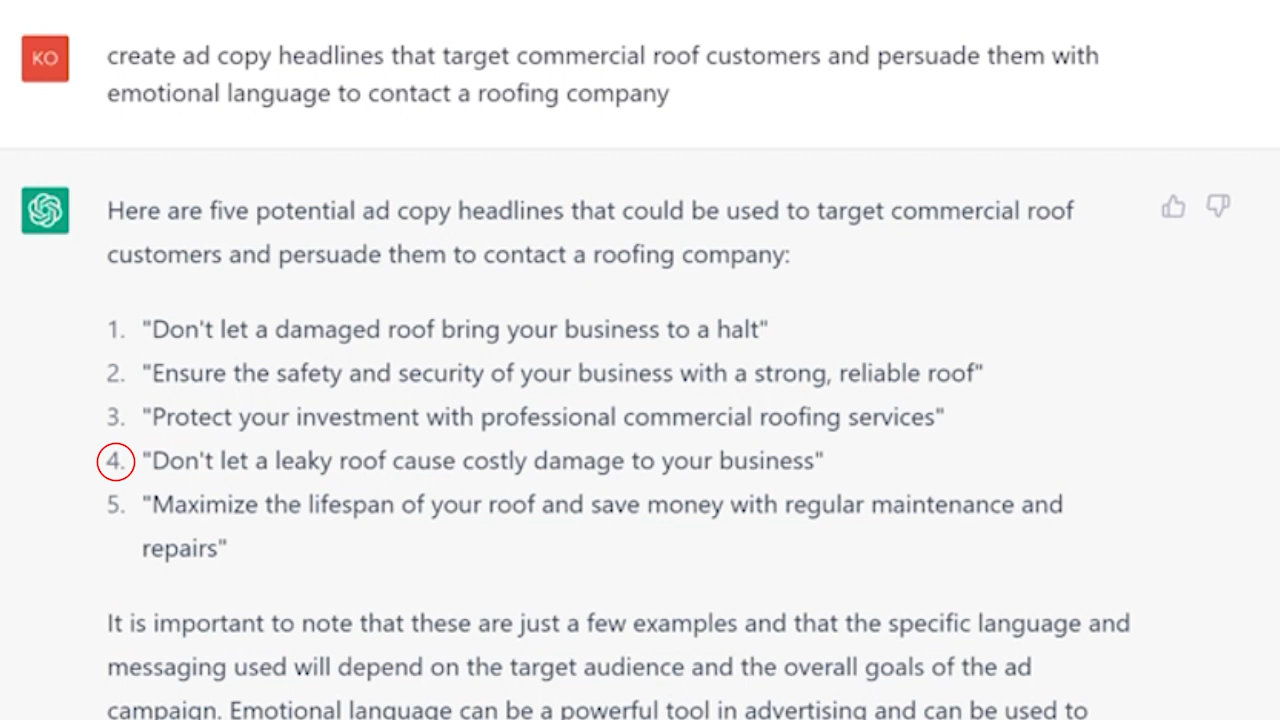 KO
create ad copy headlines that target commercial roof customers and persuade them with
emotional language to contact a roofing company
Here are five potential ad copy headlines that could be used to target commercial roof
customers and persuade them to contact a roofing company:
1. "Don't let a damaged roof bring your business to a halt"
2. "Ensure the safety and security of your business with a strong, reliable roof"
3. "Protect your investment with professional commercial roofing services"
4. "Don't let a leaky roof cause costly damage to your business"
5. "Maximize the lifespan of your roof and save money with regular maintenance and
repairs"
It is important to note that these are just a few examples and that the specific language and
messaging used will depend on the target audience and the overall goals of the ad
campaign. Emotional language can be a powerful tool in advertising and can be used to